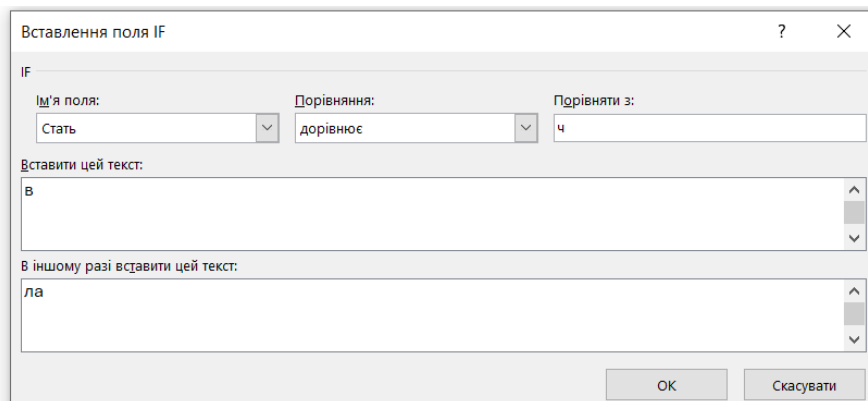 Вставлення поля IF ?
IF
Ім'я поля: Порівняння: Порівняти з:
Стать дорівнює ч
Вставити цей текст:
в
В іншому разі вставити цей текст:
ла
ОК Скасувати